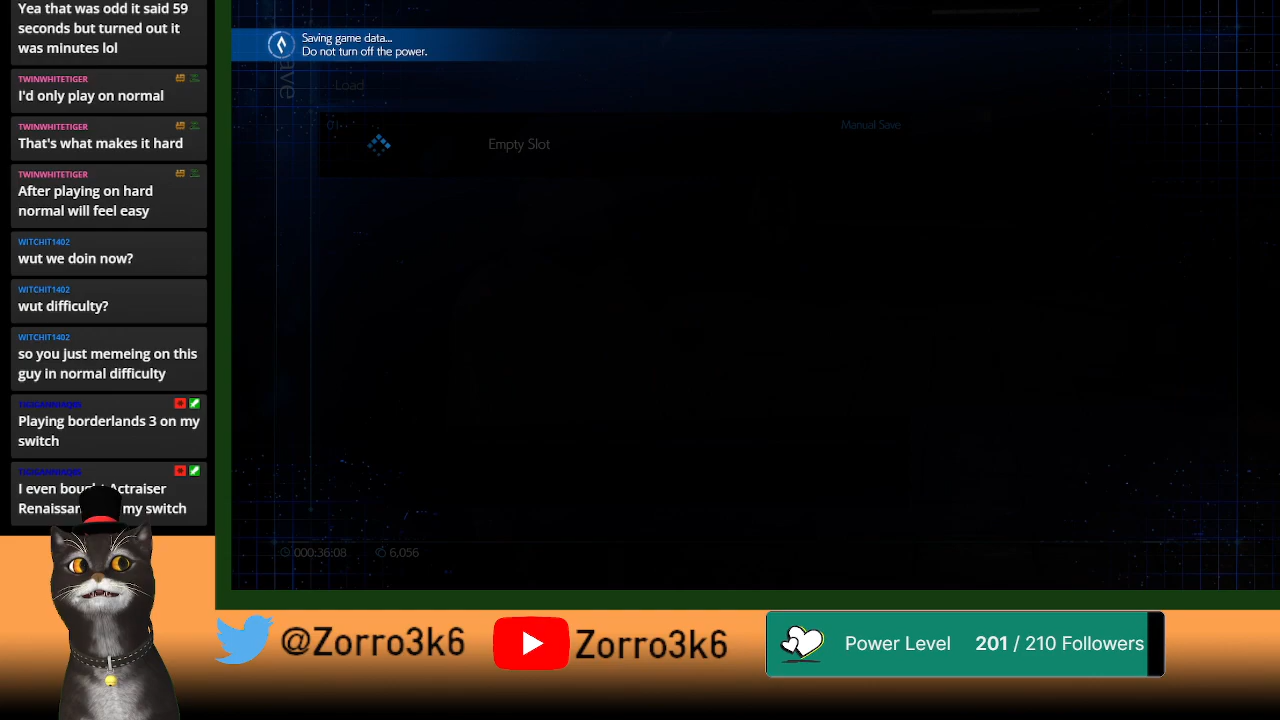 Yea that was odd it said 59
seconds but turned out it
was minutes lol
TWINWHITETIGER
I'd only play on normal
TWINWHITETIGER
That's what makes it hard
TWINWHITETIGER
After playing on hard
normal will feel easy
WITCHIT1402
wut we doin now?
WITCHIT1402
wut difficulty?
WITCHIT1402
so you just memeing on this
guy in normal difficulty
Playing borderlands 3 on my
switch
I even bought Actraiser
my switch
Saving game data...
Do not turn off the power.
Load
01
Manual Save
Empty Slot
000:36:08
6,056
@Zorro3k6
Zorro3k6
Power Level 201 / 210 Followers